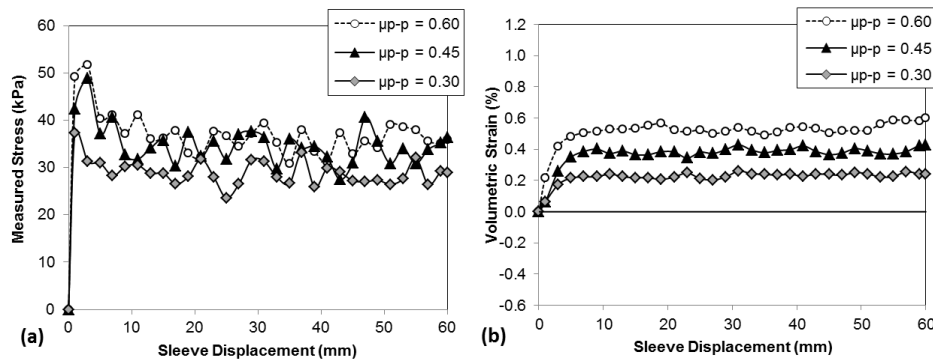 µp-p = 0.60
µp-p = 0.45
µp-p = 0.30
Measured Stress (kPa)
60
50
40
30
20
10
0
0 10 20 30 40 50 60
Sleeve Displacement (mm)
(a)
µp-p = 0.60
µp-p = 0.45
µp-p = 0.30
Volumetric Strain (%)
1.2
1.0
0.8
0.6
0.4
0.2
0.0
-0.2
-0.4
-0.6
0 10 20 30 40 50 60
Sleeve Displacement (mm)
(b)